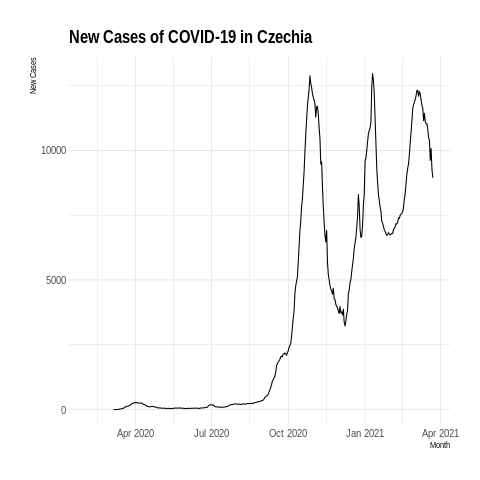 New Cases of COVID-19 in Czechia
New Cases
10000
5000
0
Apr 2020
Jul 2020
Oct 2020
Jan 2021
Apr 2021
Month